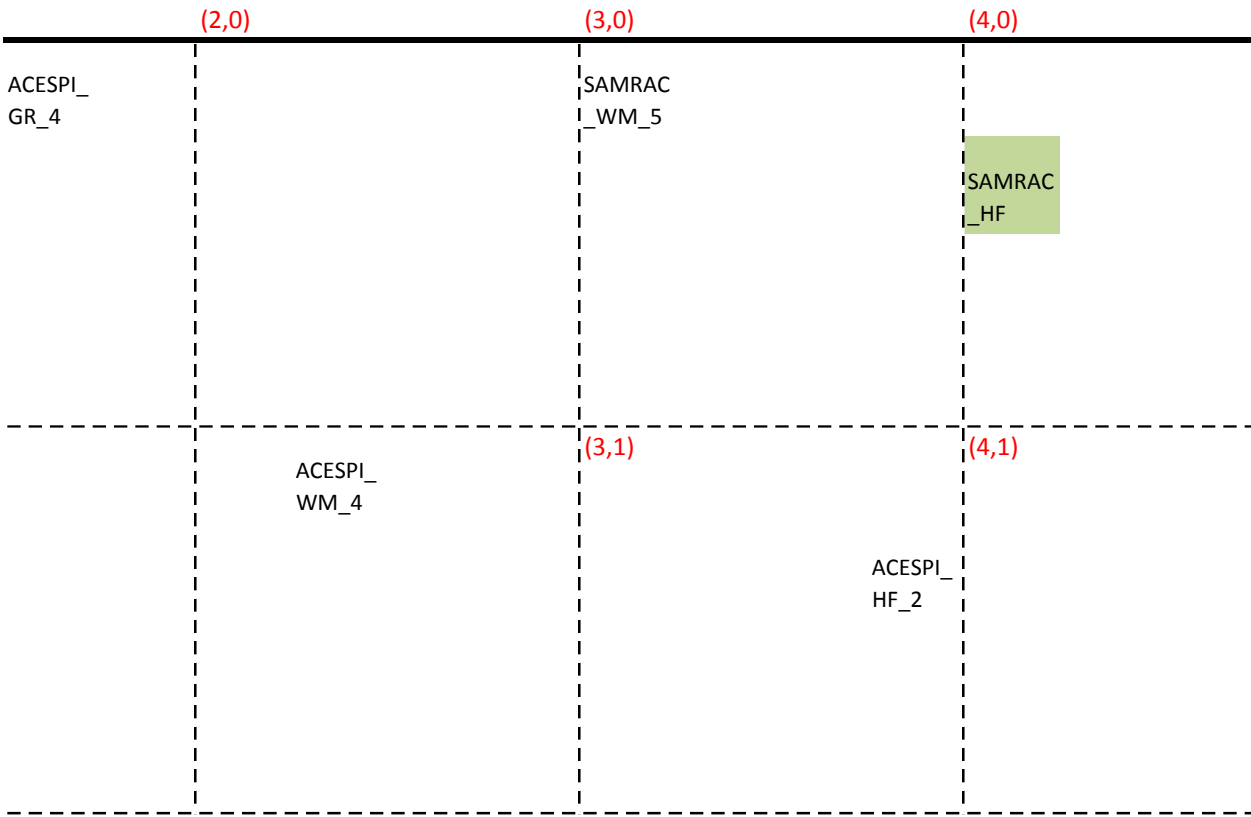 (2,0) (3,0) (4,0)
ACESPI_
GR_4
SAMRAC
_WM_5
SAMRAC
_HF
(3,1) (4,1)
ACESPI_
WM_4
ACESPI_
HF_2